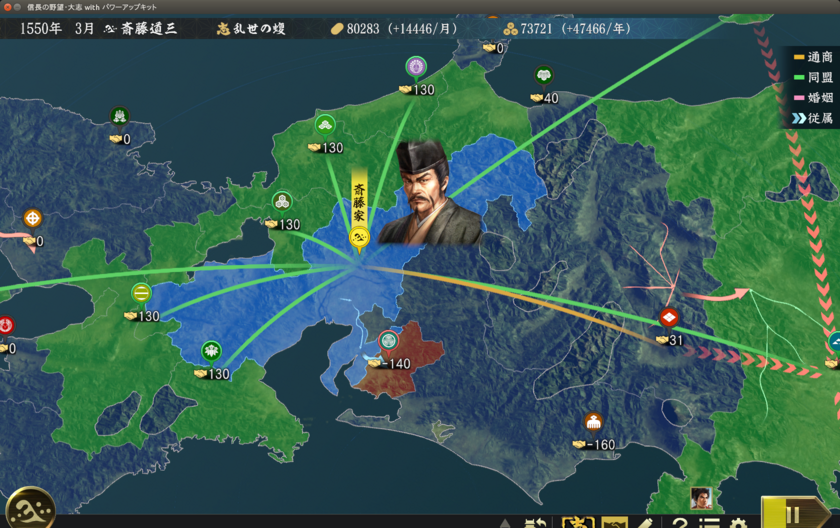 信長の野望･大志 with パワーアップキット
1550年 3月 斎藤道三 乱世の蝮 80283 (+14446/月) 73721 (+47466/年)
0
通商
同盟
婚姻
従属
130
40
0
130
斎藤家
130
0
130
31
0
-140
130
-160